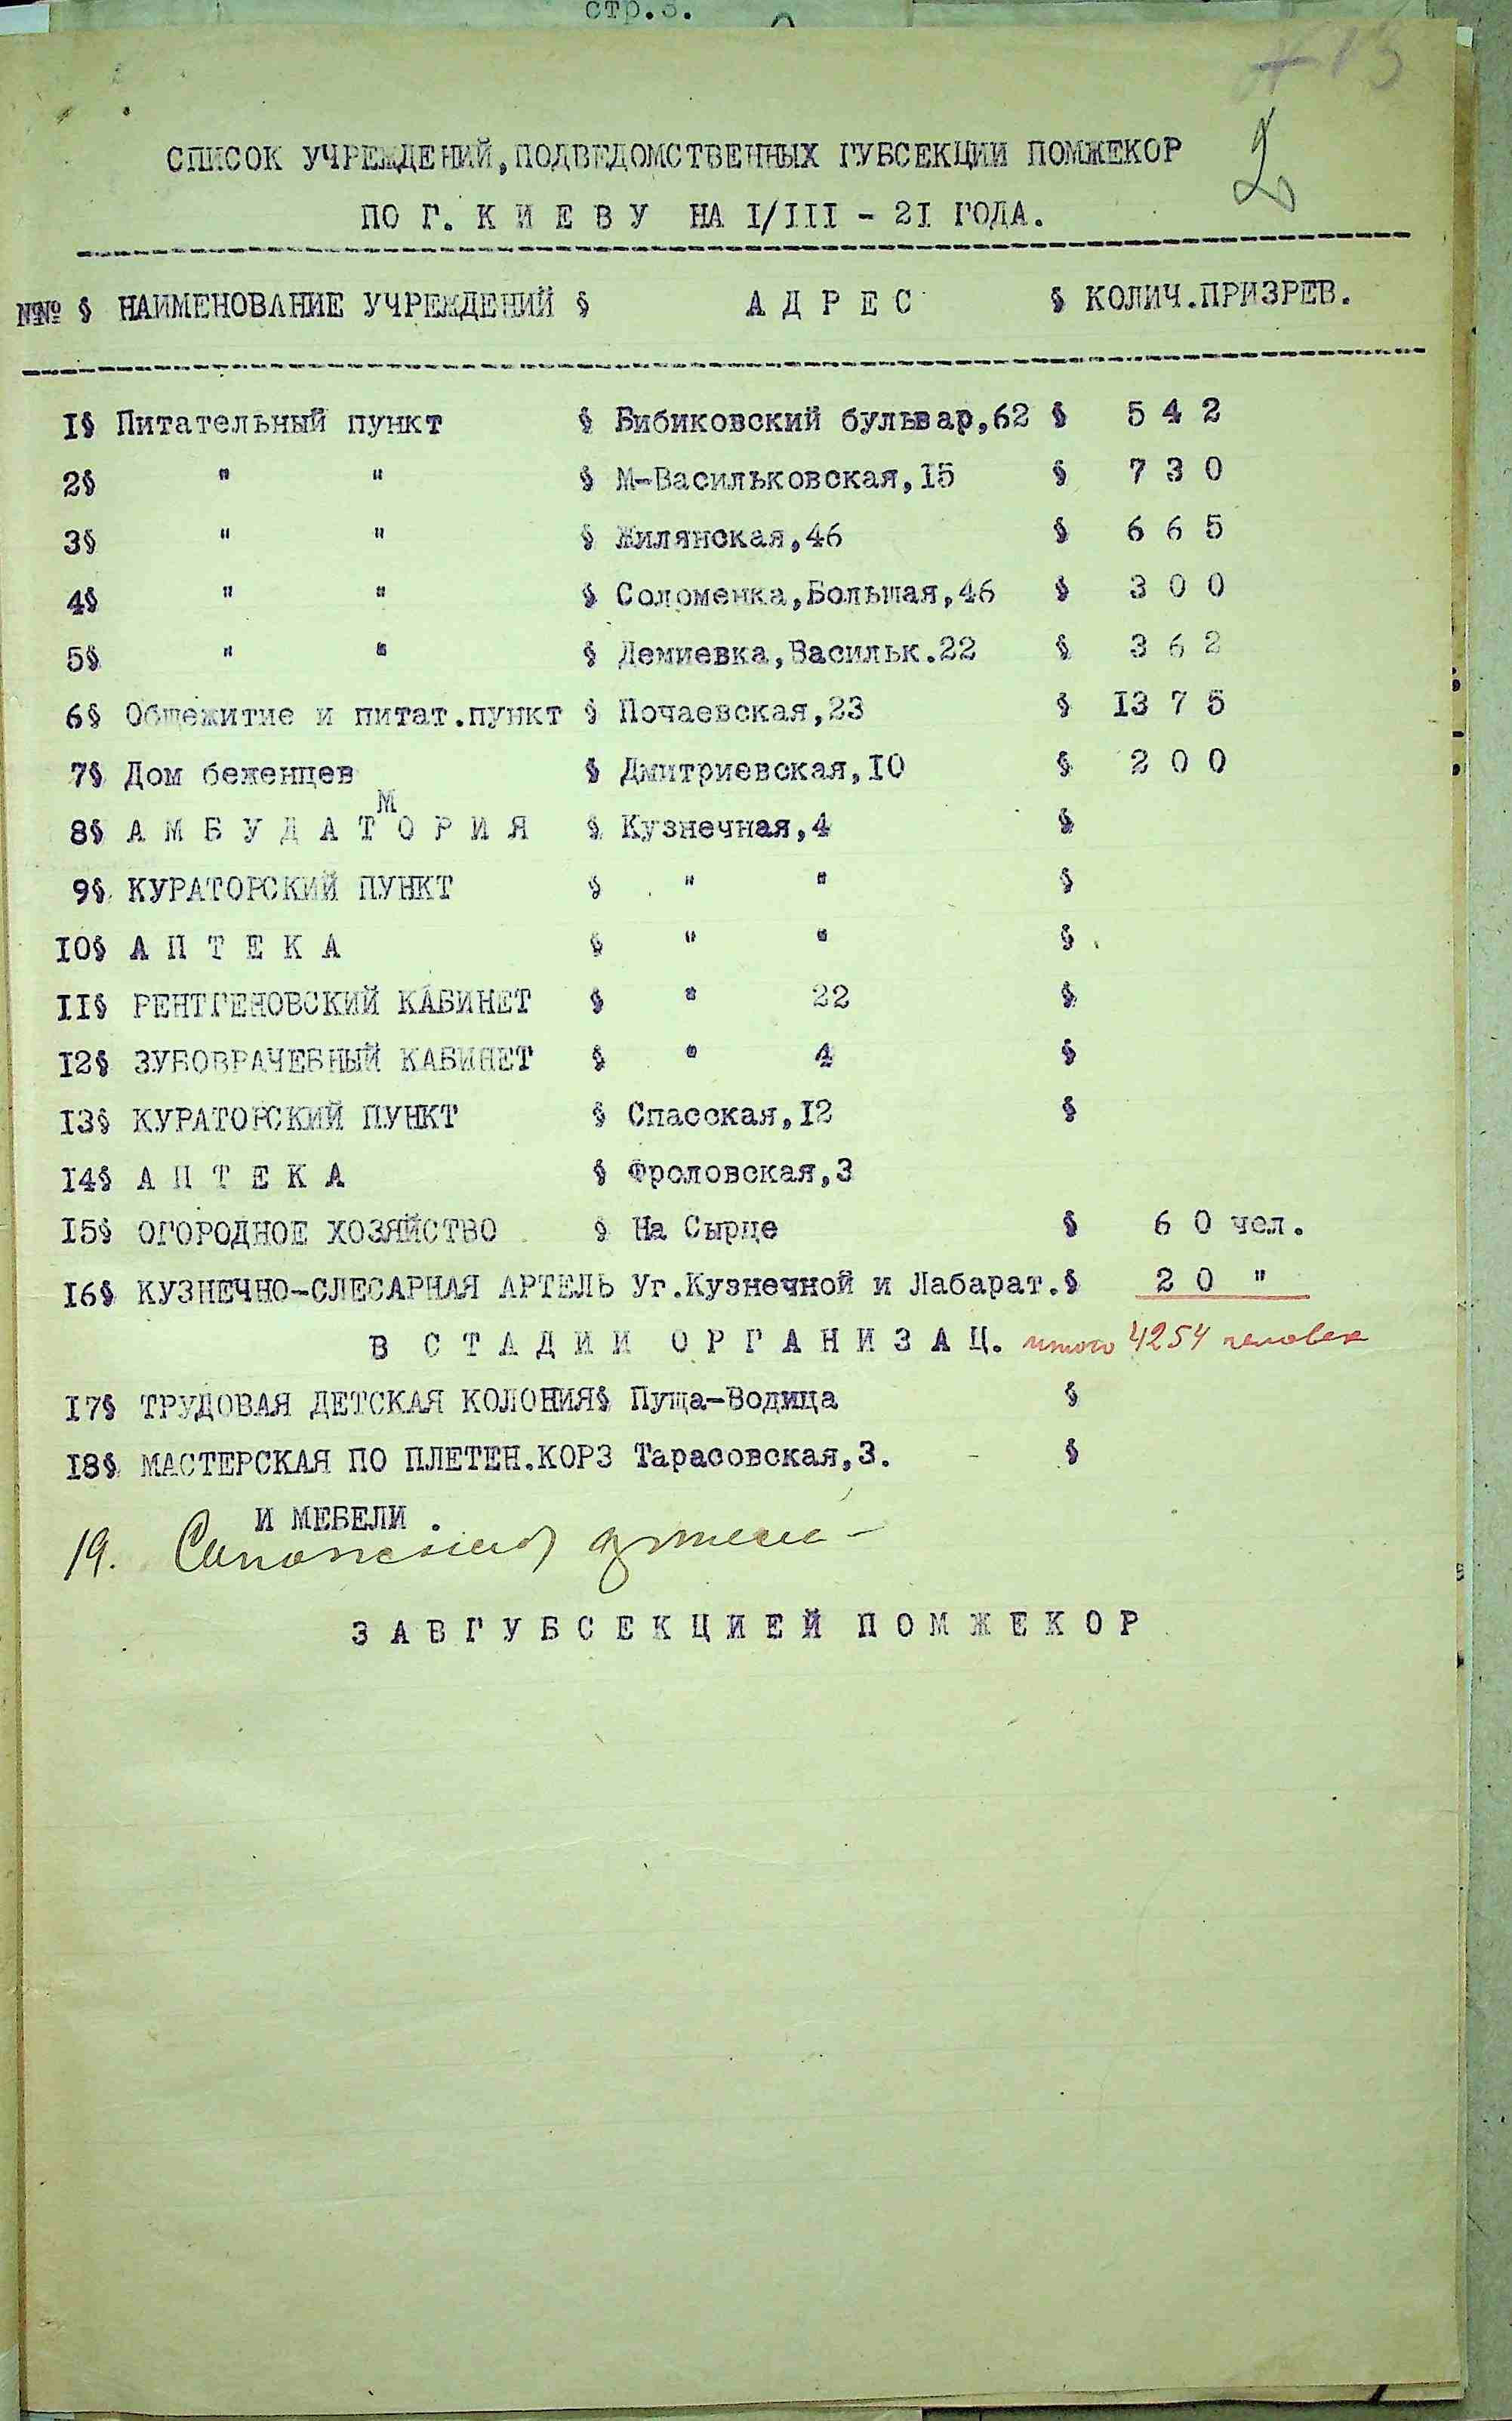 стр.3.
2
СПИСОК УЧРЕЖДЕНИЙ,ПОДВЕДОМСТВЕННЫХ ГУБСЕКЦИИ ПОМЖЕКОР
ПО Г. К И Е В У НА I/III - 2I ГОДА.
№№ § НАИМЕНОВАНИЕ УЧРЕЖДЕНИЙ § А Д Р Е С § КОЛИЧ.ПРИЗРЕВ.
I§ Питательный пункт § Бибиковский бульвар,62 § 5 4 2
2§ " " § М-Васильковская,I5 § 7 3 0
3§ " " § Жилянская,46 § 6 6 5
4§ " " § Соломенка,Большая,46 § 3 0 0
5§ " " § Демиевка,Васильк.22 § 3 6 2
6§ Общежитие и питат.пункт § Почаевская,23 § I3 7 5
7§ Дом беженцев § Дмитриевская,I0 § 2 0 0
8§ А М Б У Л А Т М О Р И Я § Кузнечная,4 §
9§ КУРАТОРСКИЙ ПУНКТ § " " §
I0§ А П Т Е К А § " " §
II§ РЕНТГЕНОВСКИЙ КАБИНЕТ § " 22 §
I2§ ЗУБОВРАЧЕБНЫЙ КАБИНЕТ § " 4 §
I3§ КУРАТОРСКИЙ ПУНКТ § Спасская,I2 §
I4§ А П Т Е К А § Фроловская,3
I5§ ОГОРОДНОЕ ХОЗЯЙСТВО § На Сырце § 6 0 чел.
I6§ КУЗНЕЧНО-СЛЕСАРНАЯ АРТЕЛЬ Уг.Кузнечной и Лабарат.§ 2 0 "
В С Т А Д И И О Р Г А Н И З А Ц. итого 4254 человек
I7§ ТРУДОВАЯ ДЕТСКАЯ КОЛОНИЯ§ Пуща-Водица §
I8§ МАСТЕРСКАЯ ПО ПЛЕТЕН.КОРЗ Тарасовская,3. - §
И МЕБЕЛИ .
19. Сапожная артель -
З А В Г У Б С Е К Ц И Е Й П О М Ж Е К О Р